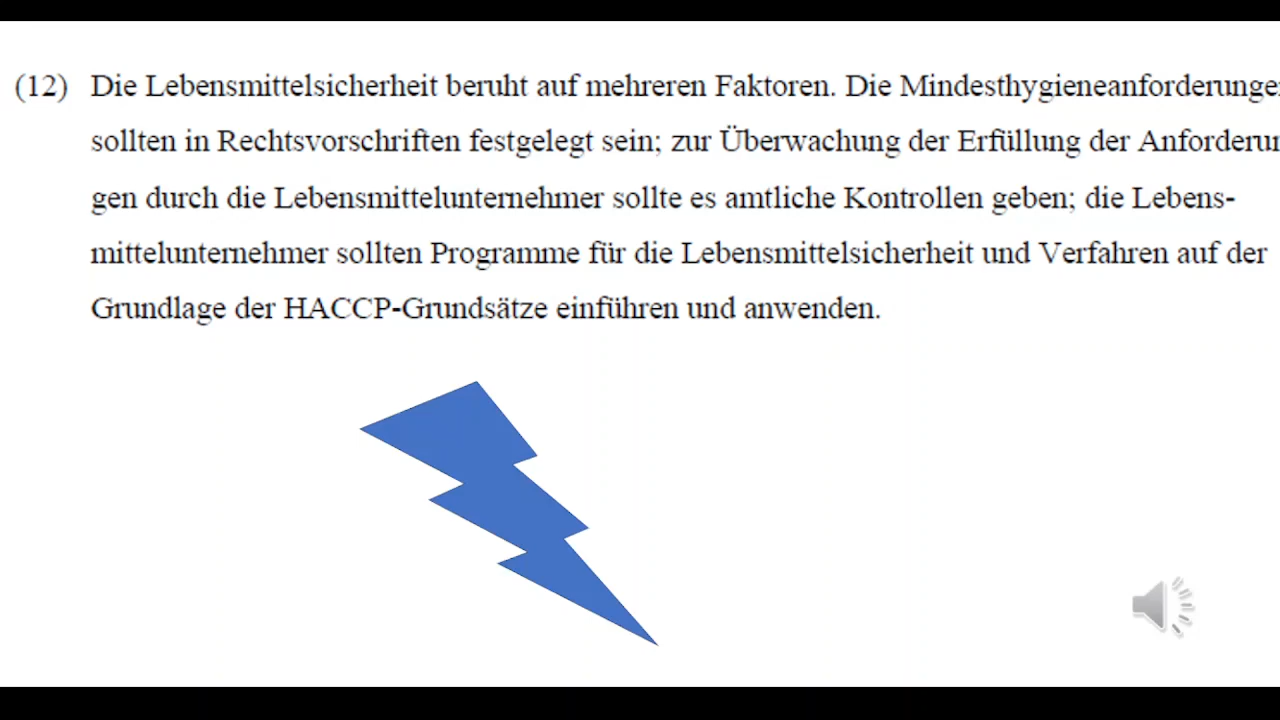 (12) Die Lebensmittelsicherheit beruht auf mehreren Faktoren. Die Mindesthygieneanforderunge
sollten in Rechtsvorschriften festgelegt sein; zur Überwachung der Erfüllung der Anforderun
gen durch die Lebensmittelunternehmer sollte es amtliche Kontrollen geben; die Lebens-
mittelunternehmer sollten Programme für die Lebensmittelsicherheit und Verfahren auf der
Grundlage der HACCP-Grundsätze einführen und anwenden.